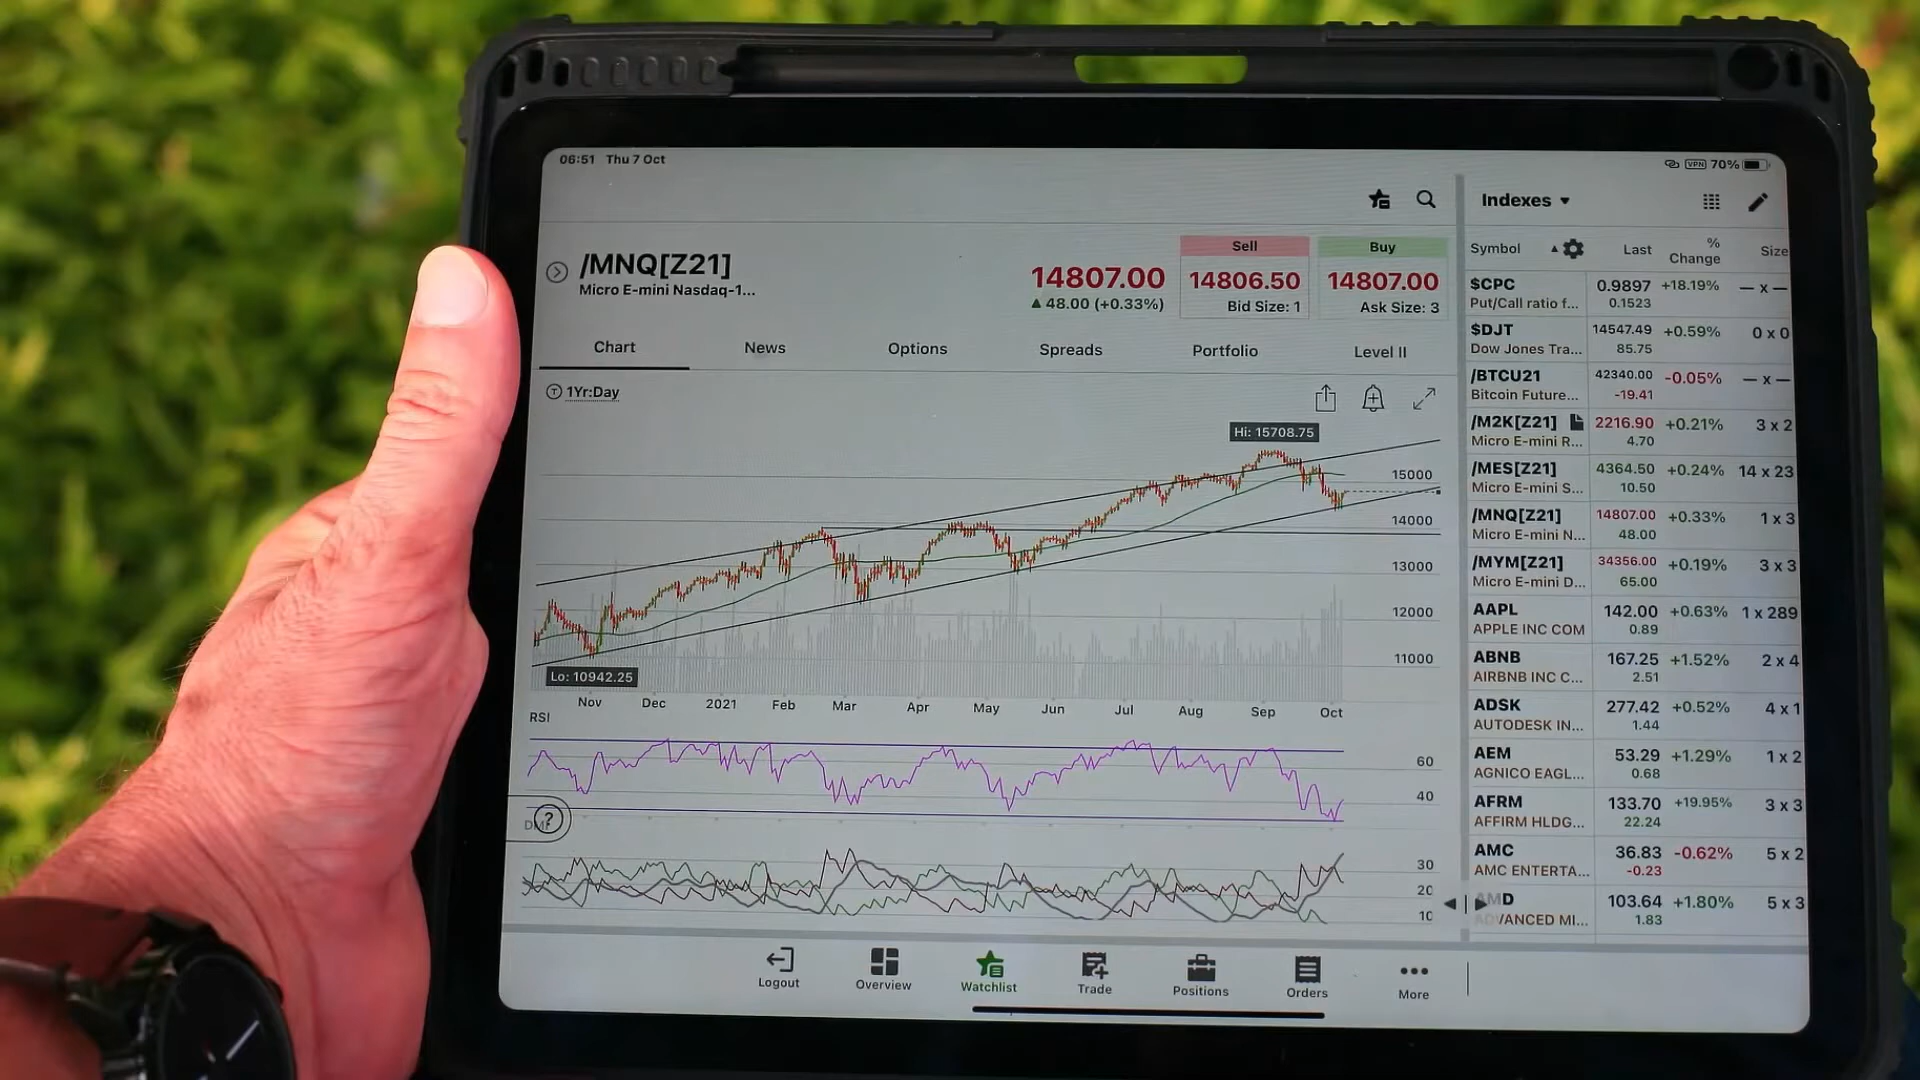 06:51 Thu 7 Oct
VPN 70%
/MNQ[Z21]
Micro E-mini Nasdaq-1...
14807.00
▲ 48.00 (+0.33%)
Sell
14806.50
Bid Size: 1
Buy
14807.00
Ask Size: 3
Chart News Options Spreads Portfolio Level II
T 1Yr:Day
Hi: 15708.75
15000
14000
13000
12000
11000
Lo: 10942.25
Nov Dec 2021 Feb Mar Apr May Jun Jul Aug Sep Oct
RSI
60
40
?
30
20
10
Indexes ▼
Symbol ▲ Last % Change Size
$CPC 0.9897 +18.19% — x —
Put/Call ratio f... 0.1523
$DJT 14547.49 +0.59% 0 x 0
Dow Jones Tra... 85.75
/BTCU21 42340.00 -0.05% — x —
Bitcoin Future... -19.41
/M2K[Z21] 2216.90 +0.21% 3 x 2
Micro E-mini R... 4.70
/MES[Z21] 4364.50 +0.24% 14 x 23
Micro E-mini S... 10.50
/MNQ[Z21] 14807.00 +0.33% 1 x 3
Micro E-mini N... 48.00
/MYM[Z21] 34356.00 +0.19% 3 x 3
Micro E-mini D... 65.00
AAPL 142.00 +0.63% 1 x 289
APPLE INC COM 0.89
ABNB 167.25 +1.52% 2 x 4
AIRBNB INC C... 2.51
ADSK 277.42 +0.52% 4 x 1
AUTODESK IN... 1.44
AEM 53.29 +1.29% 1 x 2
AGNICO EAGL... 0.68
AFRM 133.70 +19.95% 3 x 3
AFFIRM HLDG... 22.24
AMC 36.83 -0.62% 5 x 2
AMC ENTERTA... -0.23
AMD 103.64 +1.80% 5 x 3
ADVANCED MI... 1.83
Logout Overview Watchlist Trade Positions Orders More